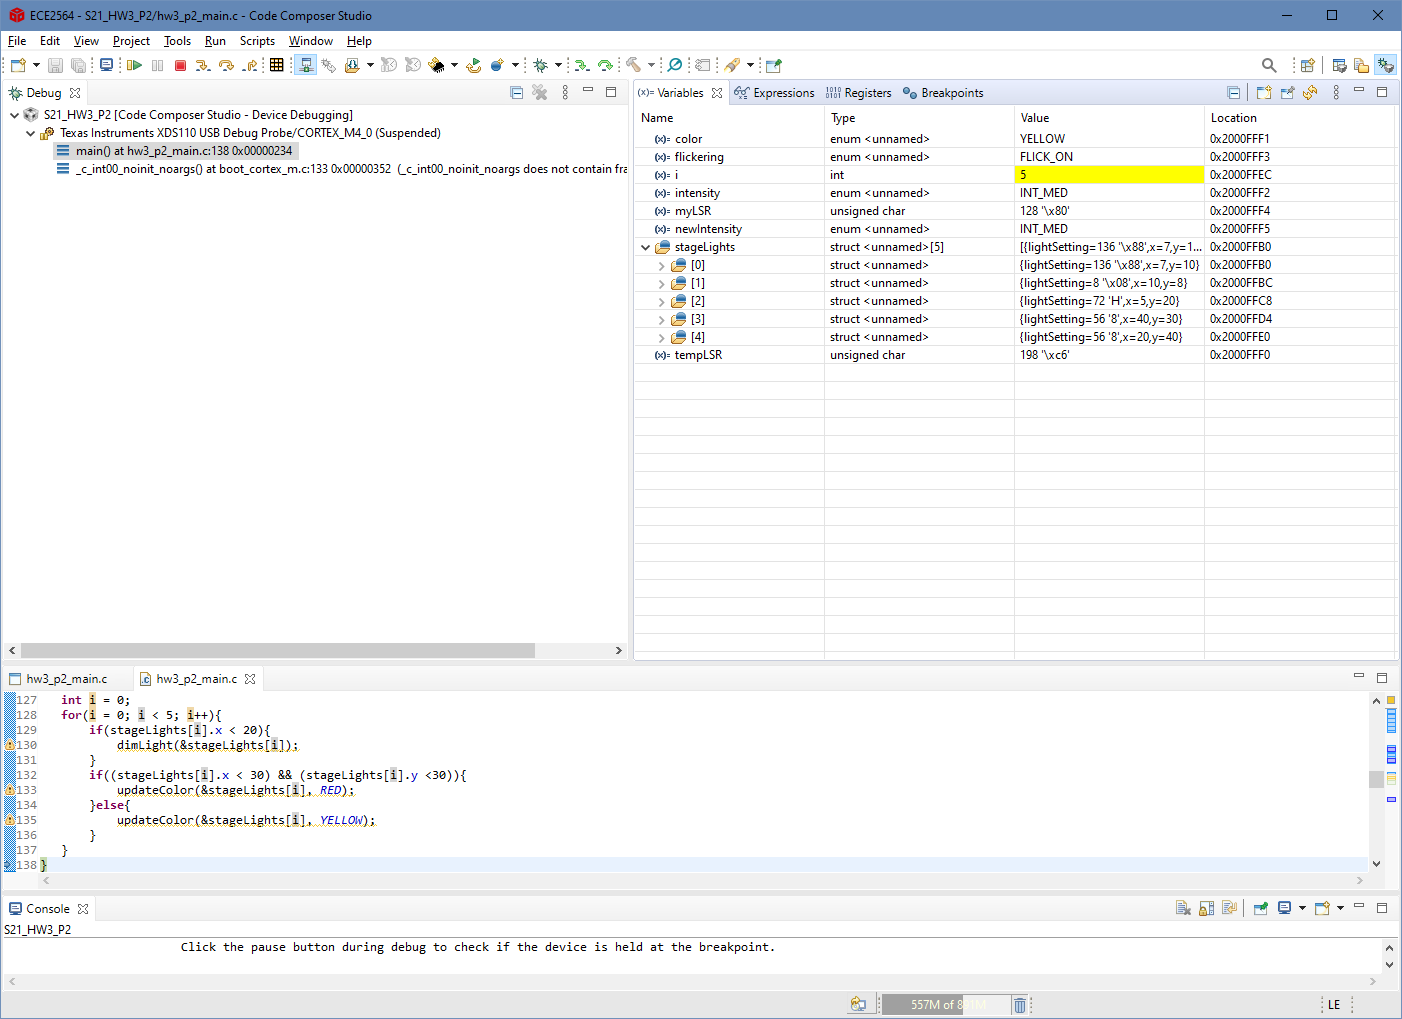 ECE2564 - S21_HW3_P2/hw3_p2_main.c - Code Composer Studio
File Edit View Project Tools Run Scripts Window Help
Debug
S21_HW3_P2 [Code Composer Studio - Device Debugging]
Texas Instruments XDS110 USB Debug Probe/CORTEX_M4_0 (Suspended)
main() at hw3_p2_main.c:138 0x00000234
_c_int00_noinit_noargs() at boot_cortex_m.c:133 0x00000352 (_c_int00_noinit_noargs does not contain fra
(x)= Variables Expressions 1010 0101 Registers Breakpoints
Name Type Value Location
(x)= color enum <unnamed> YELLOW 0x2000FFF1
(x)= flickering enum <unnamed> FLICK_ON 0x2000FFF3
(x)= i int 5 0x2000FFEC
(x)= intensity enum <unnamed> INT_MED 0x2000FFF2
(x)= myLSR unsigned char 128 '\x80' 0x2000FFF4
(x)= newIntensity enum <unnamed> INT_MED 0x2000FFF5
stageLights struct <unnamed>[5] [{lightSetting=136 '\x88',x=7,y=1... 0x2000FFB0
[0] struct <unnamed> {lightSetting=136 '\x88',x=7,y=10} 0x2000FFB0
[1] struct <unnamed> {lightSetting=8 '\x08',x=10,y=8} 0x2000FFBC
[2] struct <unnamed> {lightSetting=72 'H',x=5,y=20} 0x2000FFC8
[3] struct <unnamed> {lightSetting=56 '8',x=40,y=30} 0x2000FFD4
[4] struct <unnamed> {lightSetting=56 '8',x=20,y=40} 0x2000FFE0
(x)= tempLSR unsigned char 198 '\xc6' 0x2000FFF0
hw3_p2_main.c hw3_p2_main.c
127 int i = 0;
128 for(i = 0; i < 5; i++){
129 if(stageLights[i].x < 20){
130 dimLight(&stageLights[i]);
131 }
132 if((stageLights[i].x < 30) && (stageLights[i].y <30)){
133 updateColor(&stageLights[i], RED);
134 }else{
135 updateColor(&stageLights[i], YELLOW);
136 }
137 }
138 }
Console
S21_HW3_P2
Click the pause button during debug to check if the device is held at the breakpoint.
557M of LE